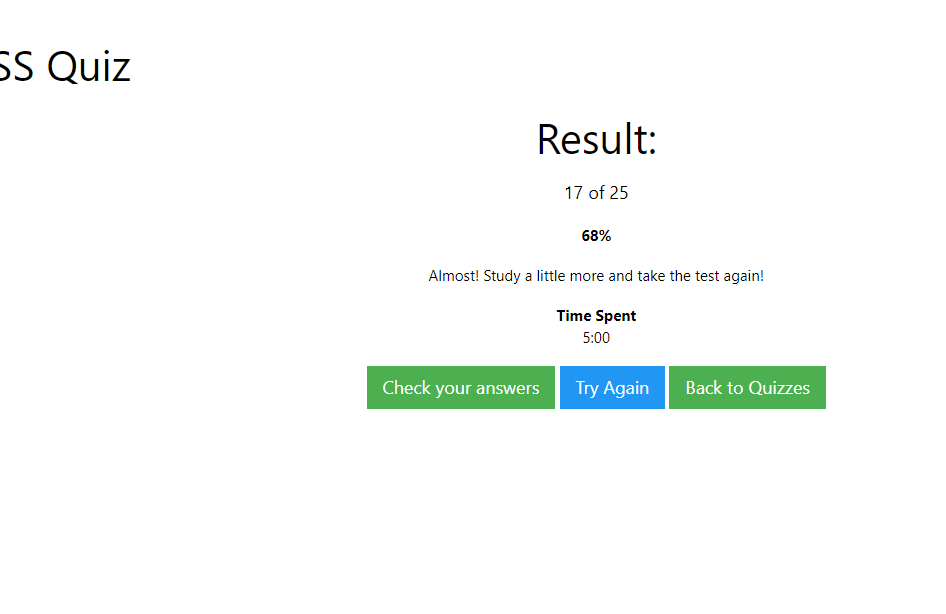 SS Quiz
Result:
17 of 25
68%
Almost! Study a little more and take the test again!
Time Spent
5:00
Check your answers Try Again Back to Quizzes